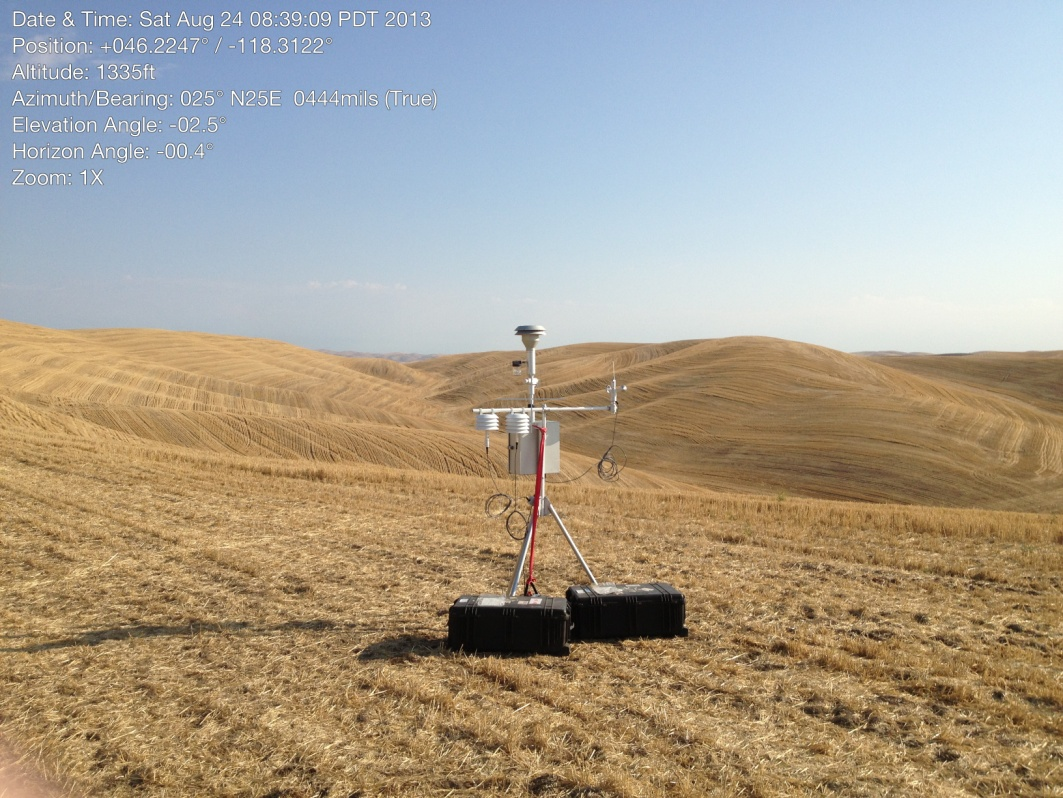 Date & Time: Sat Aug 24 08:39:09 PDT 2013
Position: +046.2247° / -118.3122°
Altitude: 1335ft
Azimuth/Bearing: 025° N25E 0444mils (True)
Elevation Angle: -02.5°
Horizon Angle: -00.4°
Zoom: 1X